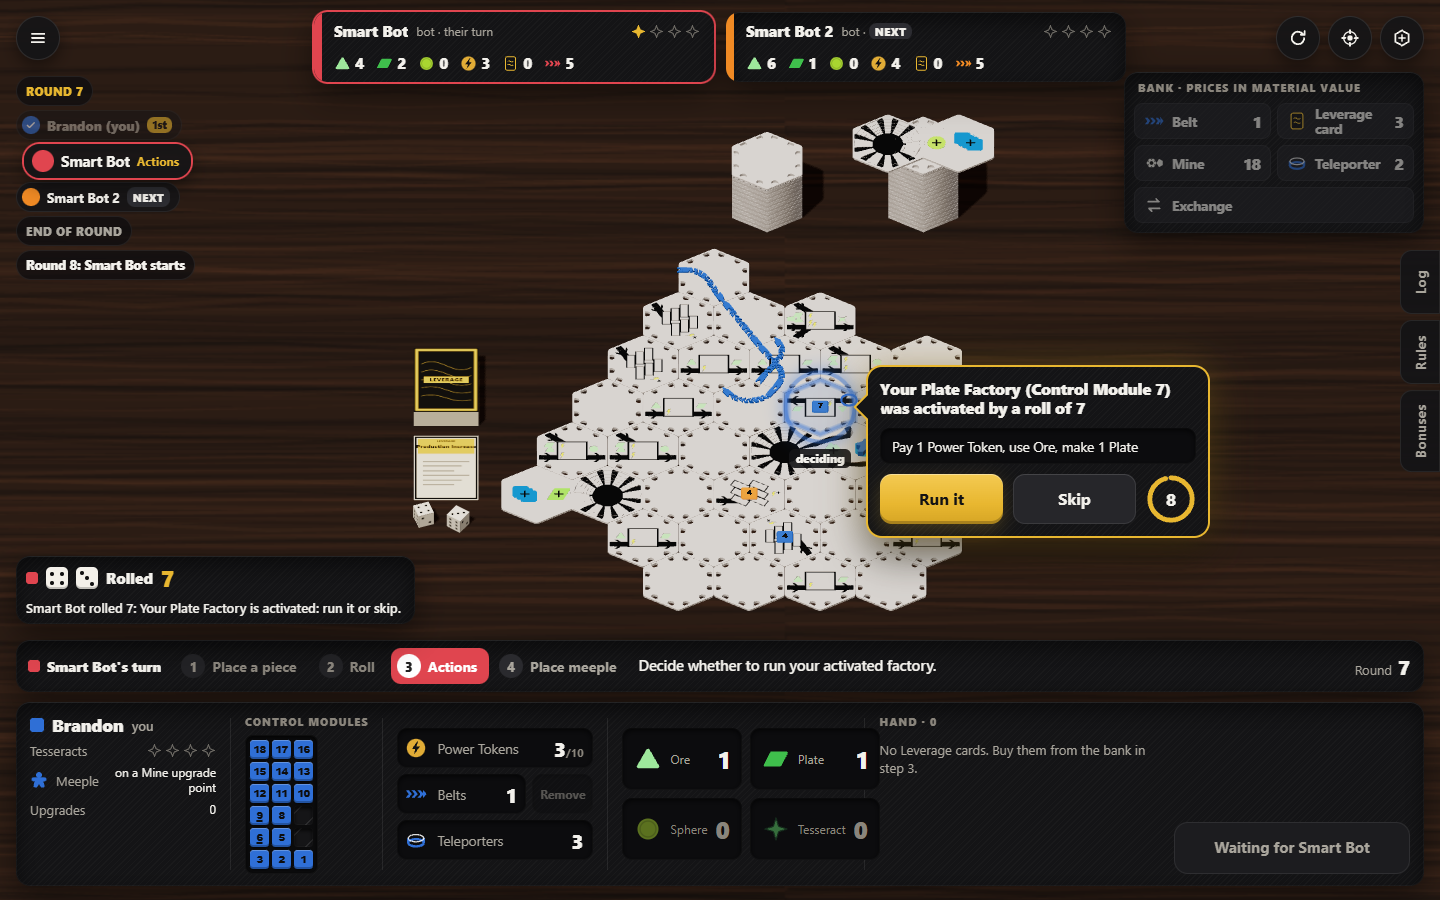 Smart Bot bot · their turn
4 2 0 3 0 5
Smart Bot 2 bot · NEXT
6 1 0 4 0 5
ROUND 7
Brandon (you) 1st
Smart Bot Actions
Smart Bot 2 NEXT
END OF ROUND
Round 8: Smart Bot starts
BANK · PRICES IN MATERIAL VALUE
Belt 1
Leverage card 3
Mine 18
Teleporter 2
Exchange
Log
Rules
Bonuses
LEVERAGE
Production Increase
7
deciding
4
4
Your Plate Factory (Control Module 7)
was activated by a roll of 7
Pay 1 Power Token, use Ore, make 1 Plate
Run it
Skip
8
Rolled 7
Smart Bot rolled 7: Your Plate Factory is activated: run it or skip.
Smart Bot's turn
1 Place a piece
2 Roll
3 Actions
4 Place meeple
Decide whether to run your activated factory.
Round 7
Brandon you
Tesseracts
Meeple on a Mine upgrade
point
Upgrades 0
CONTROL MODULES
18 17 16
15 14 13
12 11 10
9 8
6 5
3 2 1
Power Tokens 3/10
Belts 1
Remove
Teleporters 3
Ore 1
Plate 1
Sphere 0
Tesseract 0
HAND · 0
No Leverage cards. Buy them from the bank in
step 3.
Waiting for Smart Bot